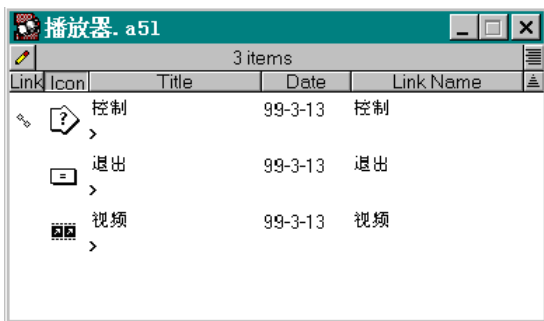 播放器.a5l
3 items
Link Icon Title Date Link Name
控制 99-3-13 控制
>
退出 99-3-13 退出
>
视频 99-3-13 视频
>